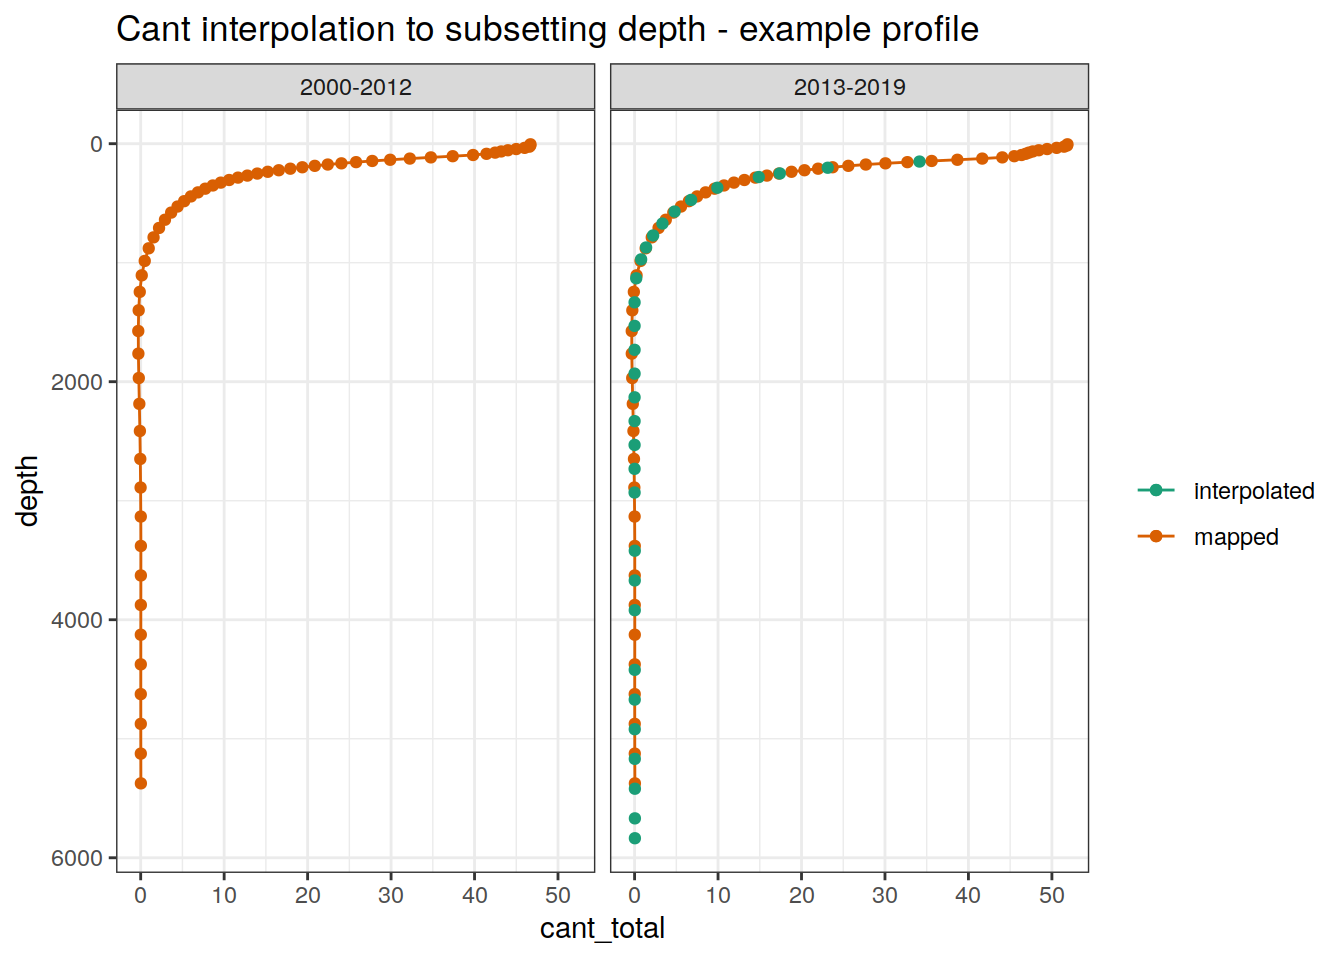 Cant interpolation to subsetting depth - example profile
2000-2012
2013-2019
0
2000
4000
6000
depth
0 10 20 30 40 50
0 10 20 30 40 50
cant_total
interpolated
mapped